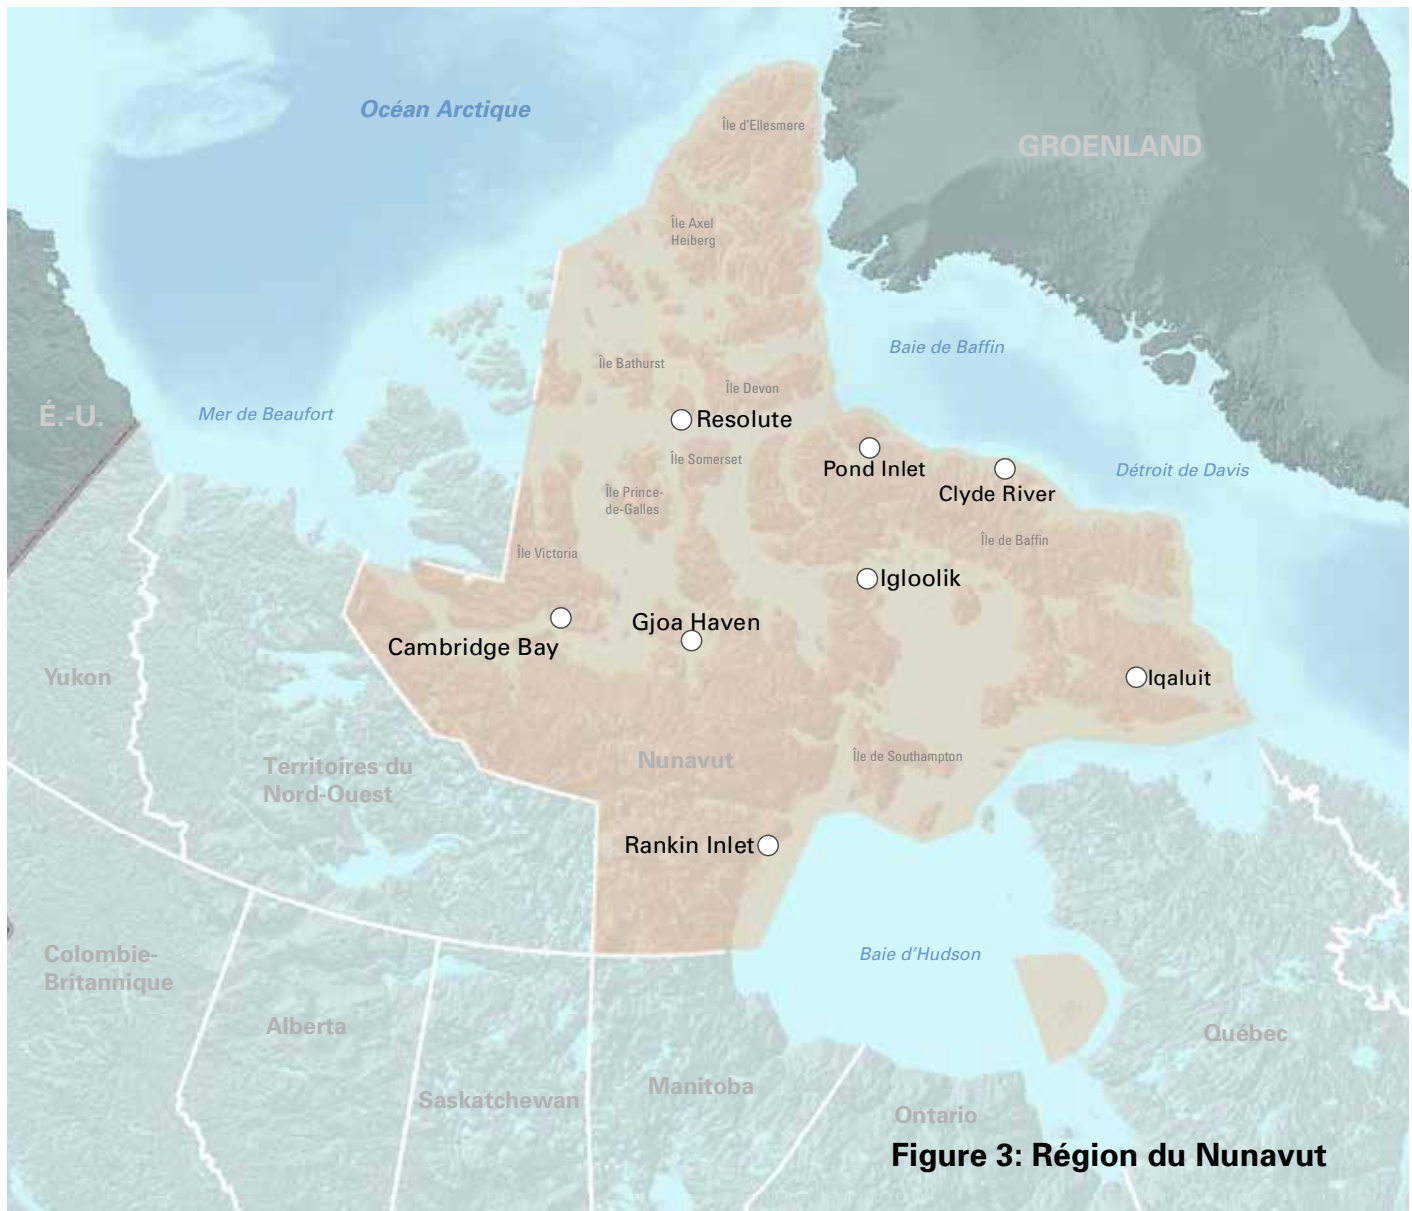 Océan Arctique
Île d'Ellesmere
GROENLAND
Île Axel
Heiberg
Baie de Baffin
Île Bathurst
Île Devon
É.-U.
Mer de Beaufort
Resolute
Île Somerset
Pond Inlet
Clyde River
Détroit de Davis
Île Prince-
de-Galles
Île Victoria
Île de Baffin
Igloolik
Gjoa Haven
Cambridge Bay
Yukon
Iqaluit
Territoires du
Nord-Ouest
Nunavut
Île de Southampton
Rankin Inlet
Colombie-
Britannique
Baie d’Hudson
Alberta
Québec
Saskatchewan
Manitoba
Ontario
Figure 3: Région du Nunavut